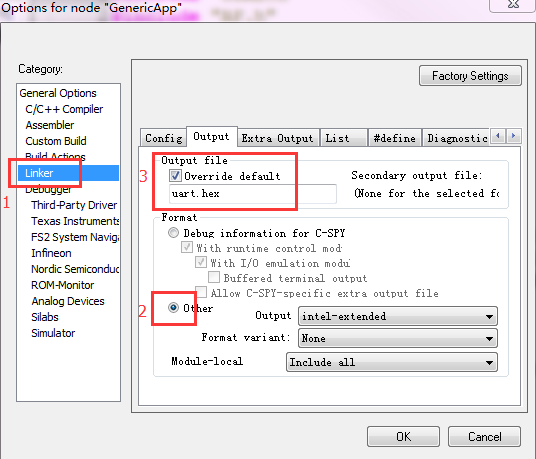 Options for node "GenericApp"
Category:
General Options
C/C++ Compiler
Assembler
Custom Build
Build Actions
Linker
Debugger
Third-Party Driver
Texas Instruments
FS2 System Naviga
Infineon
Nordic Semiconduc
ROM-Monitor
Analog Devices
Silabs
Simulator
1
Factory Settings
Config Output Extra Output List #define Diagnostic
Output file
3 Override default
uart.hex
Secondary output file:
(None for the selected fo
Format
Debug information for C-SPY
With runtime control mod
With I/O emulation modu
Buffered terminal output
Allow C-SPY-specific extra output file
2 Other
Output intel-extended
Format variant: None
Module-local Include all
OK Cancel